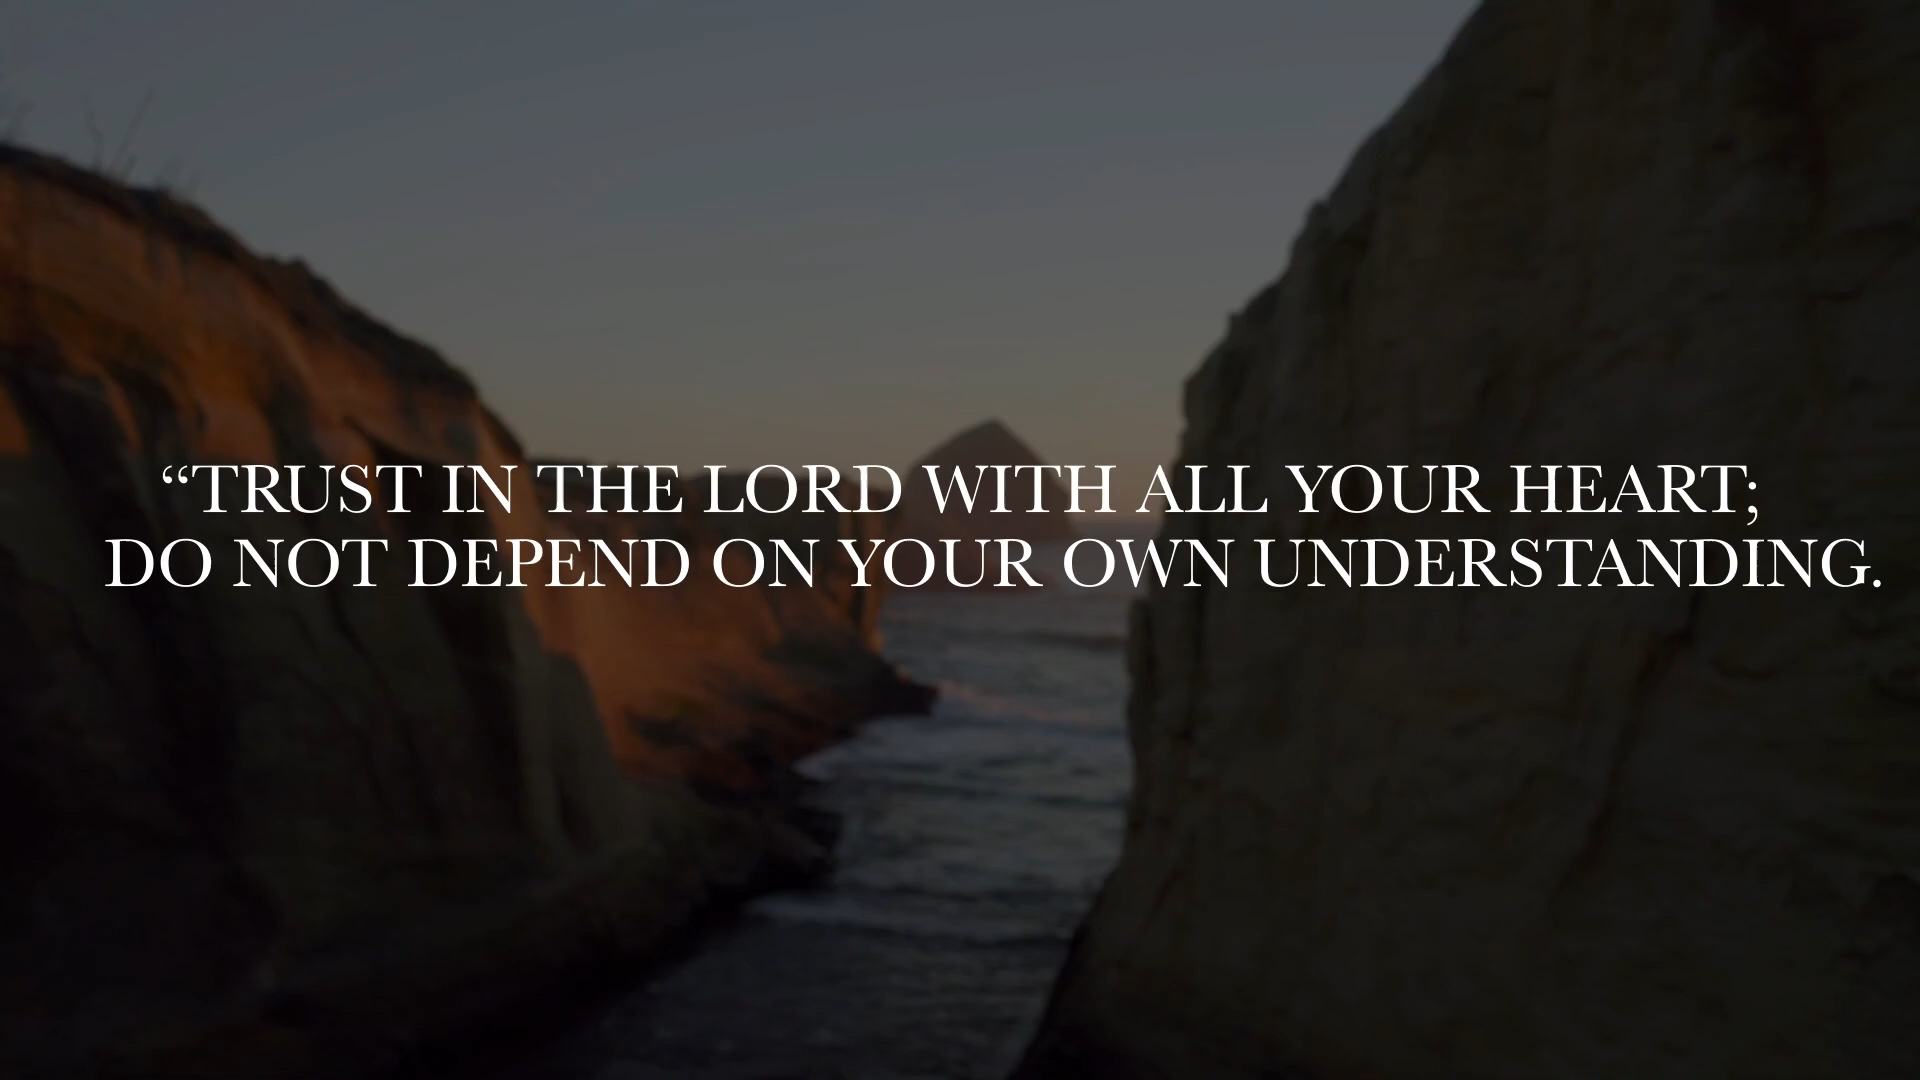 “TRUST IN THE LORD WITH ALL YOUR HEART;
DO NOT DEPEND ON YOUR OWN UNDERSTANDING.